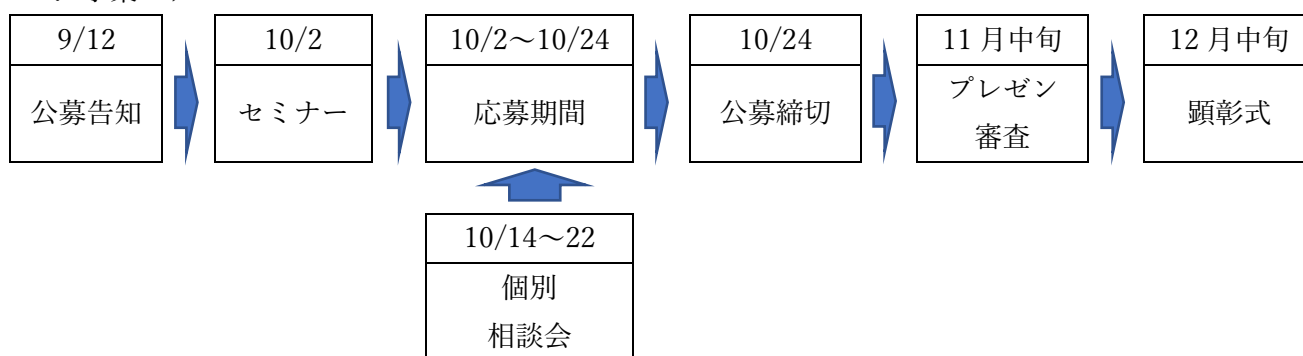 9/12
公募告知
10/2
セミナー
10/2～10/24
応募期間
10/24
公募締切
11月中旬
プレゼン
審査
12月中旬
顕彰式
10/14～22
個別
相談会